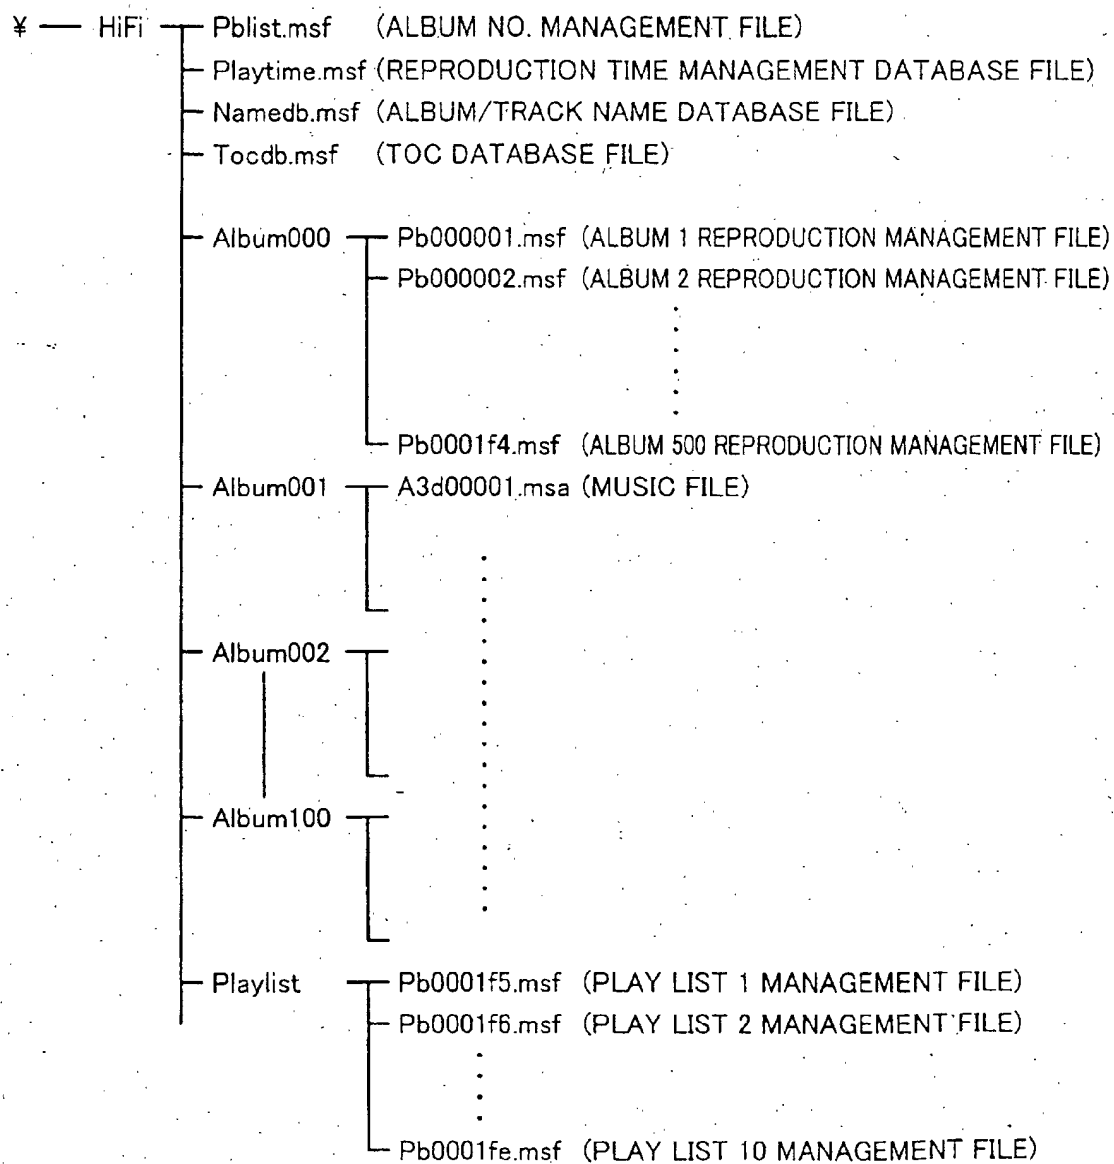 ¥ HiFi Pblist.msf (ALBUM NO. MANAGEMENT FILE)
Playtime.msf (REPRODUCTION TIME MANAGEMENT DATABASE FILE)
Namedb.msf (ALBUM/TRACK NAME DATABASE FILE)
Tocdb.msf (TOC DATABASE FILE)
Album000 Pb000001.msf (ALBUM 1 REPRODUCTION MANAGEMENT FILE)
Pb000002.msf (ALBUM 2 REPRODUCTION MANAGEMENT FILE)
Pb0001f4.msf (ALBUM 500 REPRODUCTION MANAGEMENT FILE)
Album001 A3d00001.msa (MUSIC FILE)
Album002
Album100
Playlist Pb0001f5.msf (PLAY LIST 1 MANAGEMENT FILE)
Pb0001f6.msf (PLAY LIST 2 MANAGEMENT FILE)
Pb0001fe.msf (PLAY LIST 10 MANAGEMENT FILE)